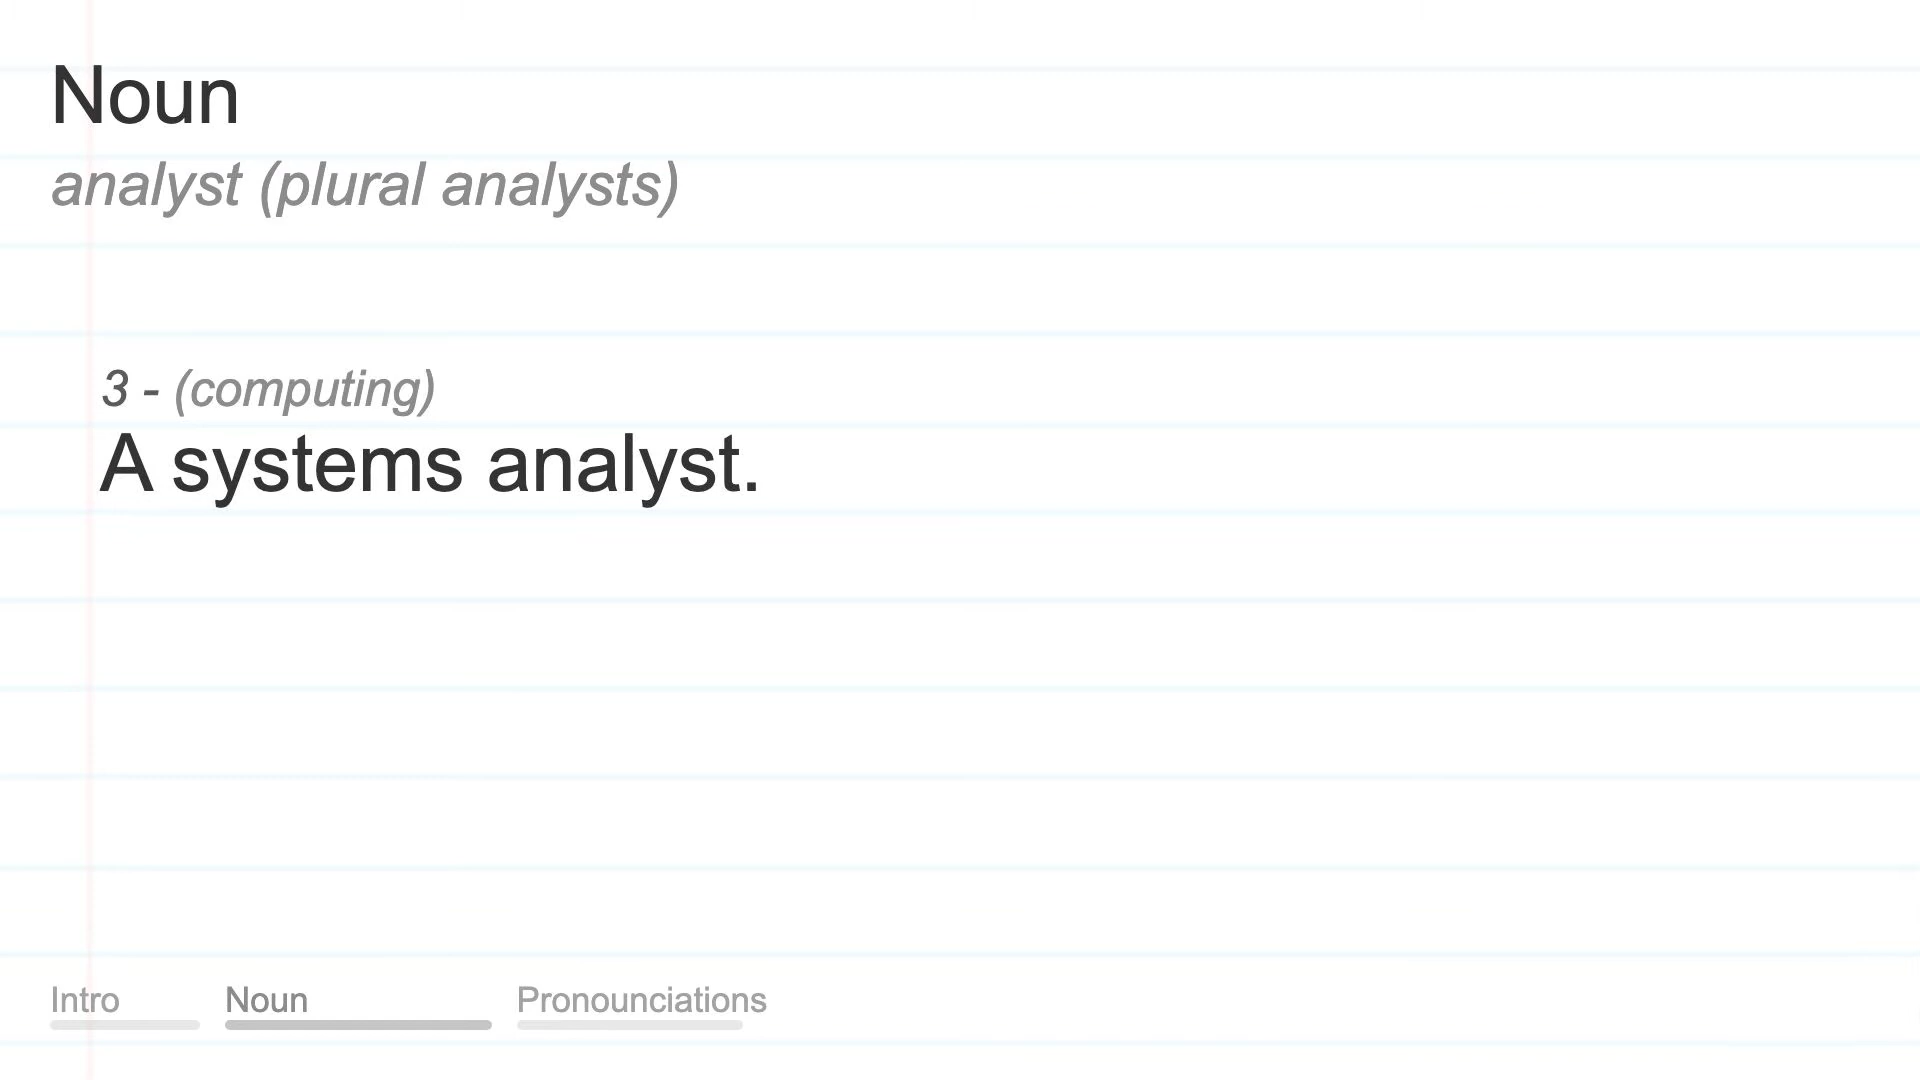 Noun
analyst (plural analysts)
3 - (computing)
A systems analyst.
Intro
Noun
Pronounciations